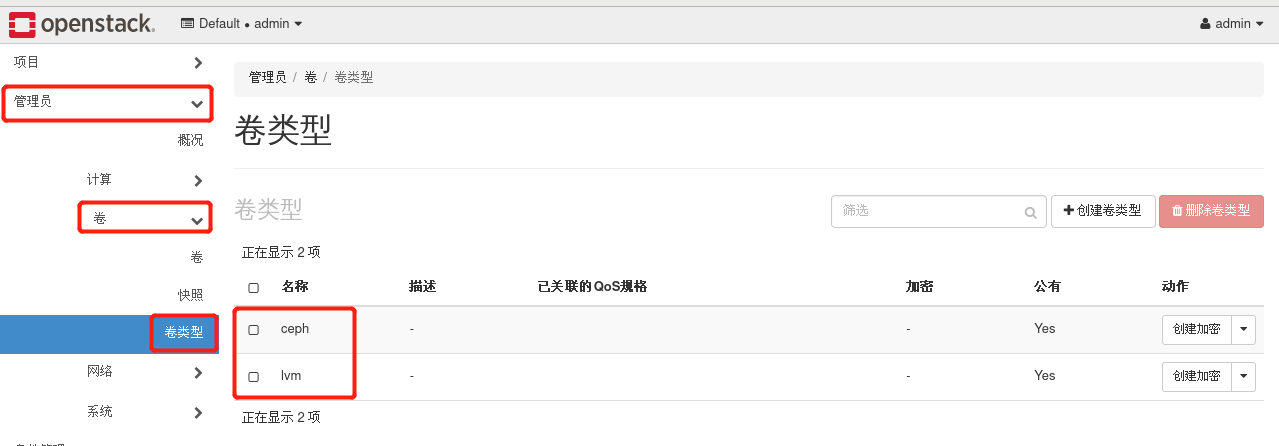 openstack. Default • admin admin
项目
管理员
概况
计算
卷
卷
快照
卷类型
网络
系统
管理员 / 卷 / 卷类型
卷类型
卷类型
筛选 创建卷类型 删除卷类型
正在显示 2 项
名称 描述 已关联的 QoS规格 加密 公有 动作
ceph - - Yes 创建加密
lvm - - Yes 创建加密
正在显示 2 项